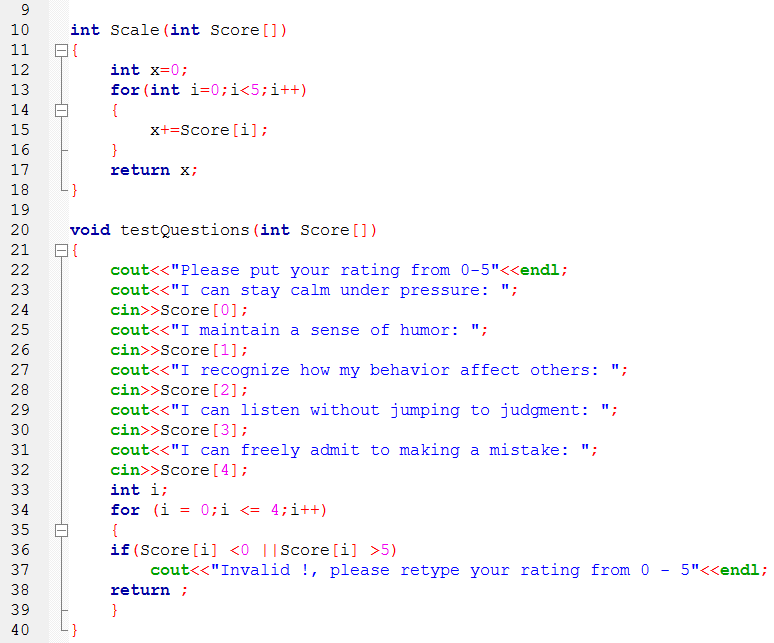 9
10 int Scale(int Score[])
11 {
12     int x=0;
13     for(int i=0;i<5;i++)
14     {
15         x+=Score[i];
16     }
17     return x;
18 }
19
20 void testQuestions(int Score[])
21 {
22     cout<<"Please put your rating from 0-5"<<endl;
23     cout<<"I can stay calm under pressure: ";
24     cin>>Score[0];
25     cout<<"I maintain a sense of humor: ";
26     cin>>Score[1];
27     cout<<"I recognize how my behavior affect others: ";
28     cin>>Score[2];
29     cout<<"I can listen without jumping to judgment: ";
30     cin>>Score[3];
31     cout<<"I can freely admit to making a mistake: ";
32     cin>>Score[4];
33     int i;
34     for (i = 0;i <= 4;i++)
35     {
36     if(Score[i] <0 ||Score[i] >5)
37         cout<<"Invalid !, please retype your rating from 0 - 5"<<endl;
38     return ;
39     }
40 }